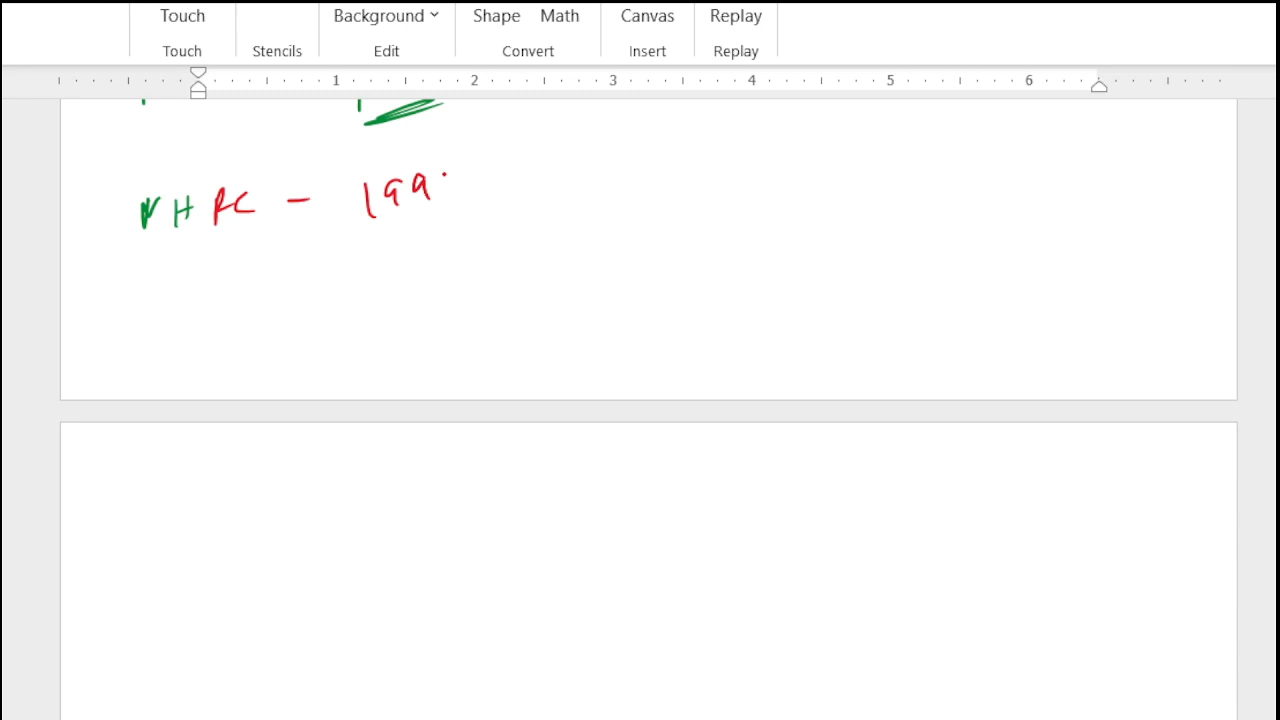 Touch Background Shape Math Canvas Replay
Touch Stencils Edit Convert Insert Replay
1 2 3 4 5 6
NHRC - 199